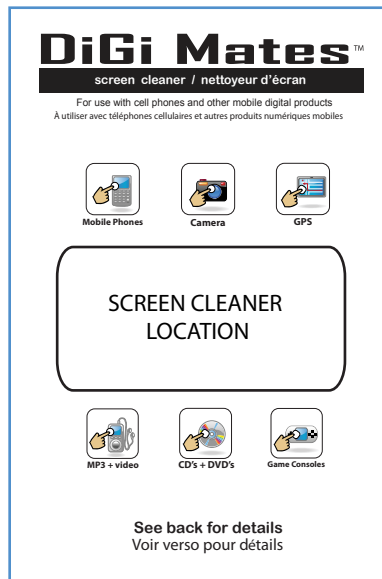 DiGi Mates™
screen cleaner / nettoyeur d'écran
For use with cell phones and other mobile digital products
À utiliser avec téléphones cellulaires et autres produits numériques mobiles
Mobile Phones
Camera
GPS
SCREEN CLEANER
LOCATION
MP3 + video
CD's + DVD's
Game Consoles
See back for details
Voir verso pour détails